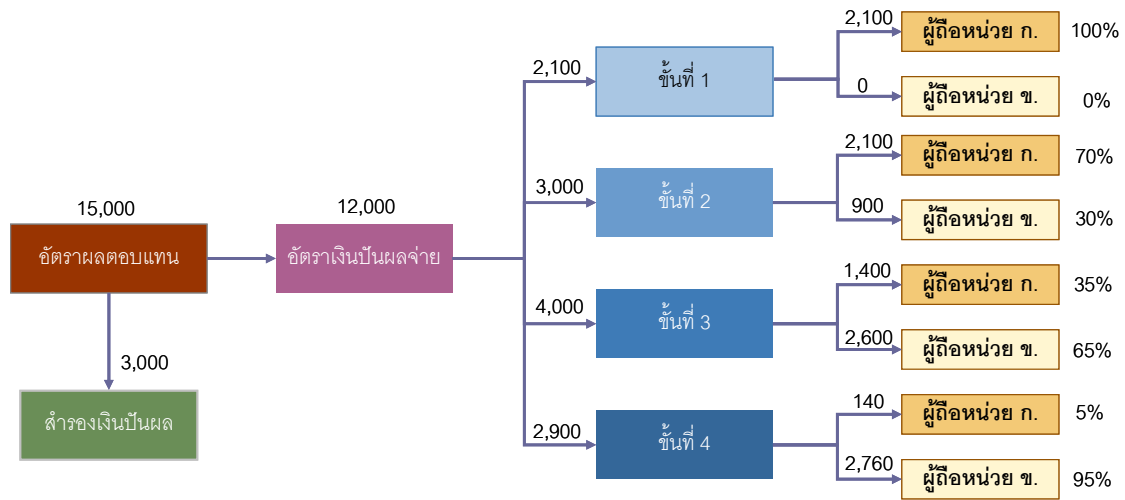 15,000
อัตราผลตอบแทน
3,000
สำรองเงินปันผล
12,000
อัตราเงินปันผลจ่าย
2,100
ขั้นที่ 1
2,100
ผู้ถือหน่วย ก.
100%
0
ผู้ถือหน่วย ข.
0%
3,000
ขั้นที่ 2
2,100
ผู้ถือหน่วย ก.
70%
900
ผู้ถือหน่วย ข.
30%
4,000
ขั้นที่ 3
1,400
ผู้ถือหน่วย ก.
35%
2,600
ผู้ถือหน่วย ข.
65%
2,900
ขั้นที่ 4
140
ผู้ถือหน่วย ก.
5%
2,760
ผู้ถือหน่วย ข.
95%